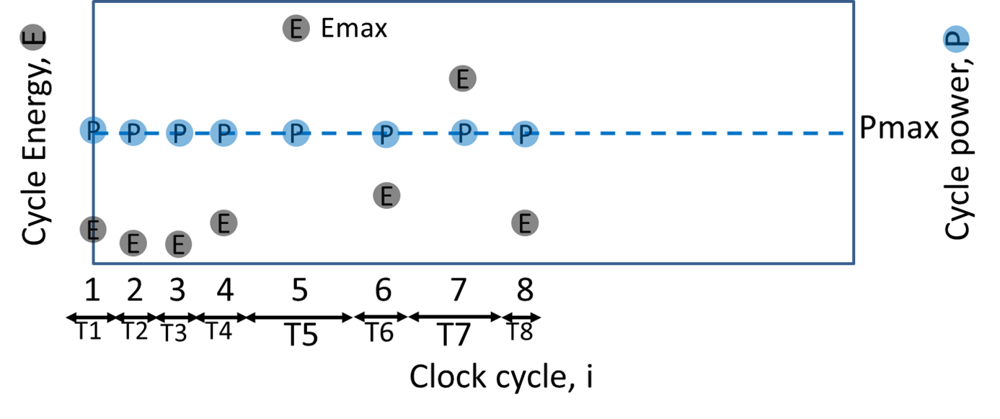 E Emax
Cycle Energy, E
Cycle power, P
E
P P P P P P P P Pmax
E
E E E E E
1 2 3 4 5 6 7 8
T1 T2 T3 T4 T5 T6 T7 T8
Clock cycle, i